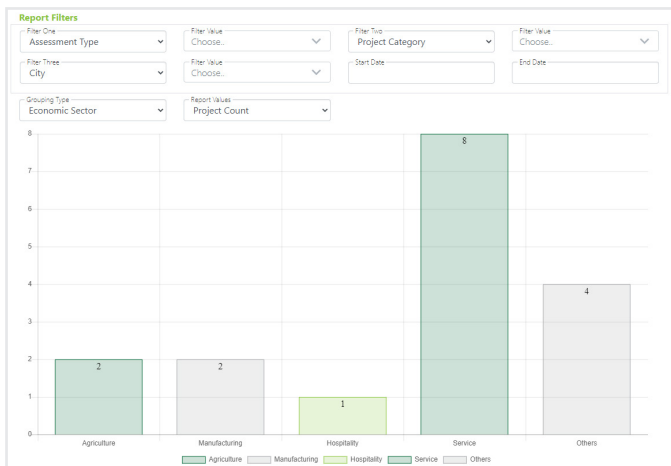 Report Filters
Filter One Filter Value Filter Two Filter Value
Assessment Type Choose.. Project Category Choose..
Filter Three Filter Value Start Date End Date
City Choose..
Grouping Type Report Values
Economic Sector Project Count
8
8
7
6
5
4
4
3
2
2 2
1
1
0
Agriculture Manufacturing Hospitality Service Others
Agriculture Manufacturing Hospitality Service Others